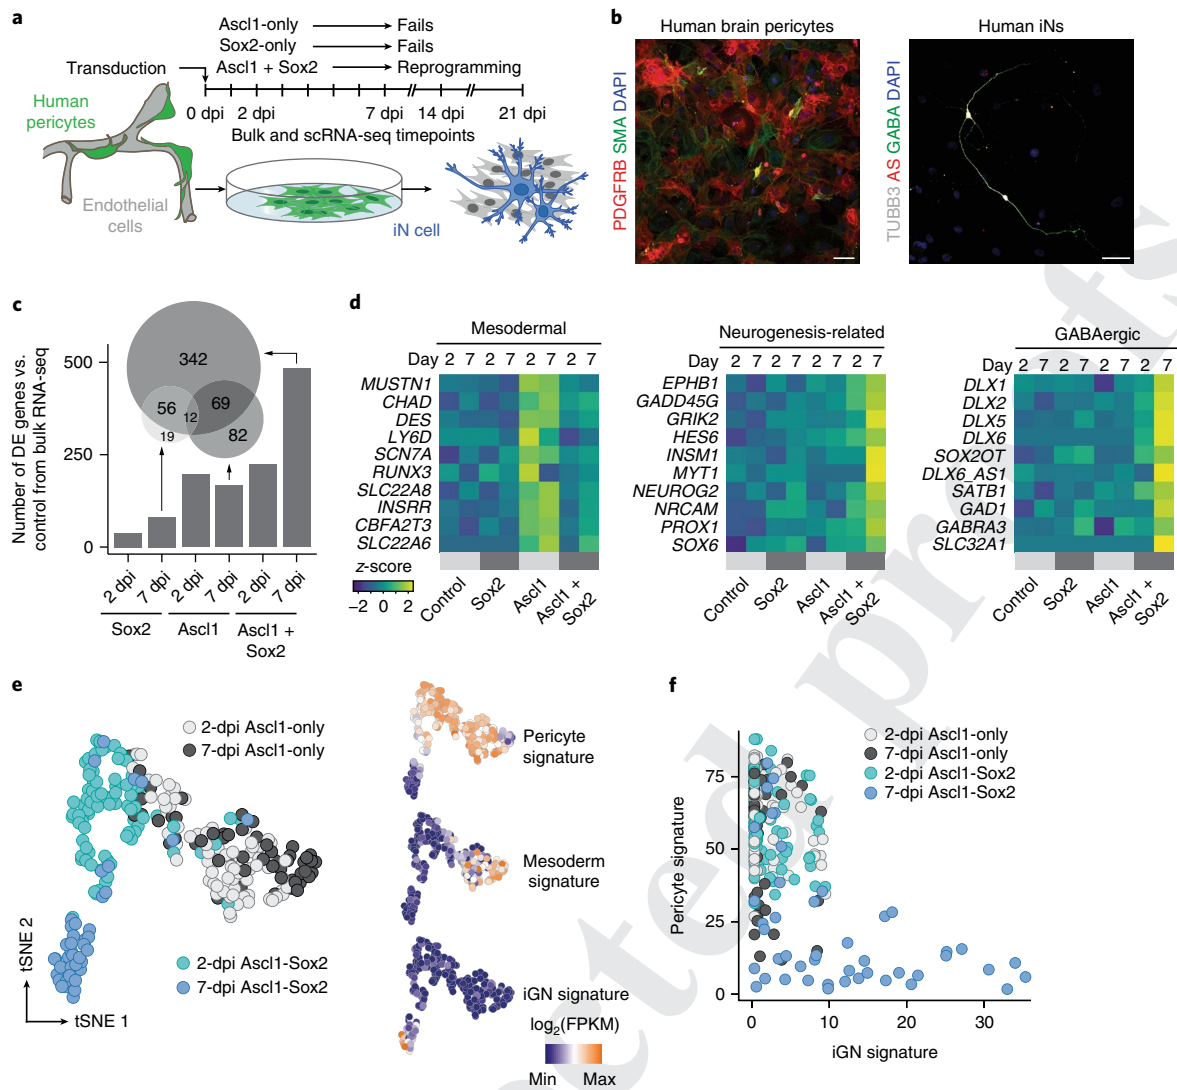 a
Ascl1-only Fails
Sox2-only Fails
Transduction Ascl1 + Sox2 Reprogramming
Human pericytes
0 dpi 2 dpi 7 dpi 14 dpi 21 dpi
Bulk and scRNA-seq timepoints
Endothelial cells
iN cell
b
Human brain pericytes
PDGFRB SMA DAPI
Human iNs
TUBB3 AS GABA DAPI
c
Number of DE genes vs. control from bulk RNA-seq
500
250
0
342
56
12
69
19
82
2 dpi 7 dpi 2 dpi 7 dpi 2 dpi 7 dpi
Sox2 Ascl1 Ascl1 + Sox2
d
Mesodermal
Day 2 7 2 7 2 7 2 7
MUSTN1
CHAD
DES
LY6D
SCN7A
RUNX3
SLC22A8
INSRR
CBFA2T3
SLC22A6
z-score
−2 0 2
Control Sox2 Ascl1 Ascl1 + Sox2
Neurogenesis-related
Day 2 7 2 7 2 7 2 7
EPHB1
GADD45G
GRIK2
HES6
INSM1
MYT1
NEUROG2
NRCAM
PROX1
SOX6
Control Sox2 Ascl1 Ascl1 + Sox2
GABAergic
Day 2 7 2 7 2 7 2 7
DLX1
DLX2
DLX5
DLX6
SOX2OT
DLX6_AS1
SATB1
GAD1
GABRA3
SLC32A1
Control Sox2 Ascl1 Ascl1 + Sox2
e
2-dpi Ascl1-only
7-dpi Ascl1-only
2-dpi Ascl1-Sox2
7-dpi Ascl1-Sox2
tSNE 2
tSNE 1
Pericyte signature
Mesoderm signature
iGN signature
log2(FPKM)
Min Max
f
2-dpi Ascl1-only
7-dpi Ascl1-only
2-dpi Ascl1-Sox2
7-dpi Ascl1-Sox2
Pericyte signature
75
50
25
0
0 10 20 30
iGN signature